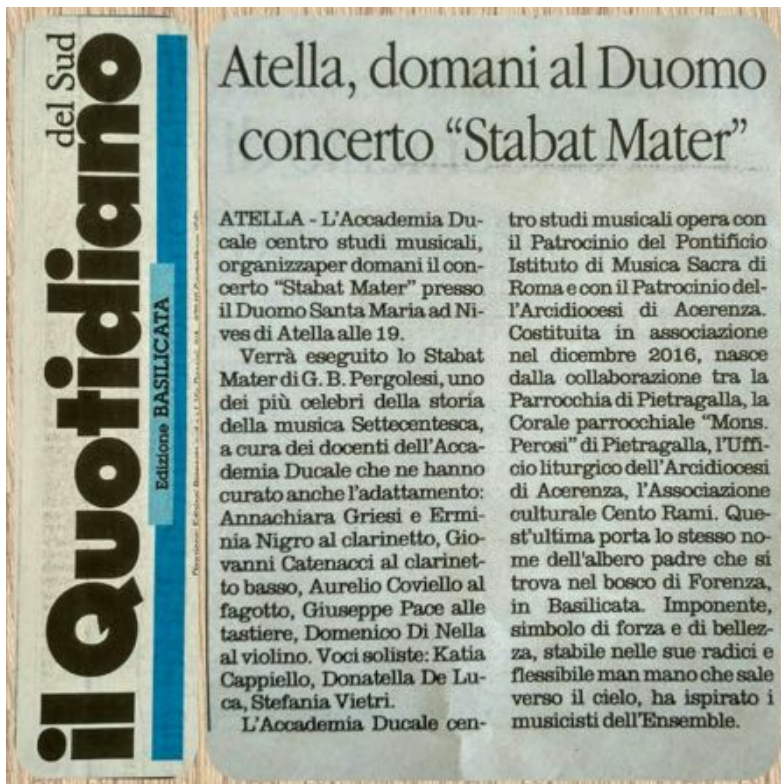 il Quotidiano
del Sud
Edizione BASILICATA
Atella, domani al Duomo
concerto “Stabat Mater”
ATELLA - L’Accademia Du-
cale centro studi musicali,
organizzaper domani il con-
certo “Stabat Mater” presso
il Duomo Santa Maria ad Ni-
ves di Atella alle 19.
Verrà eseguito lo Stabat
Mater di G. B. Pergolesi, uno
dei più celebri della storia
della musica Settecentesca,
a cura dei docenti dell’Acca-
demia Ducale che ne hanno
curato anche l’adattamento:
Annachiara Griesi e Ermi-
nia Nigro al clarinetto, Gio-
vanni Catenacci al clarinet-
to basso, Aurelio Coviello al
fagotto, Giuseppe Pace alle
tastiere, Domenico Di Nella
al violino. Voci soliste: Katia
Cappiello, Donatella De Lu-
ca, Stefania Vietri.
L’Accademia Ducale cen-
tro studi musicali opera con
il Patrocinio del Pontificio
Istituto di Musica Sacra di
Roma e con il Patrocinio del-
l’Arcidiocesi di Acerenza.
Costituita in associazione
nel dicembre 2016, nasce
dalla collaborazione tra la
Parrocchia di Pietragalla, la
Corale parrocchiale “Mons.
Perosi” di Pietragalla, l’Uffi-
cio liturgico dell’Arcidiocesi
di Acerenza, l’Associazione
culturale Cento Rami. Que-
st’ultima porta lo stesso no-
me dell’albero padre che si
trova nel bosco di Forenza,
in Basilicata. Imponente,
simbolo di forza e di bellez-
za, stabile nelle sue radici e
flessibile man mano che sale
verso il cielo, ha ispirato i
musicisti dell’Ensemble.